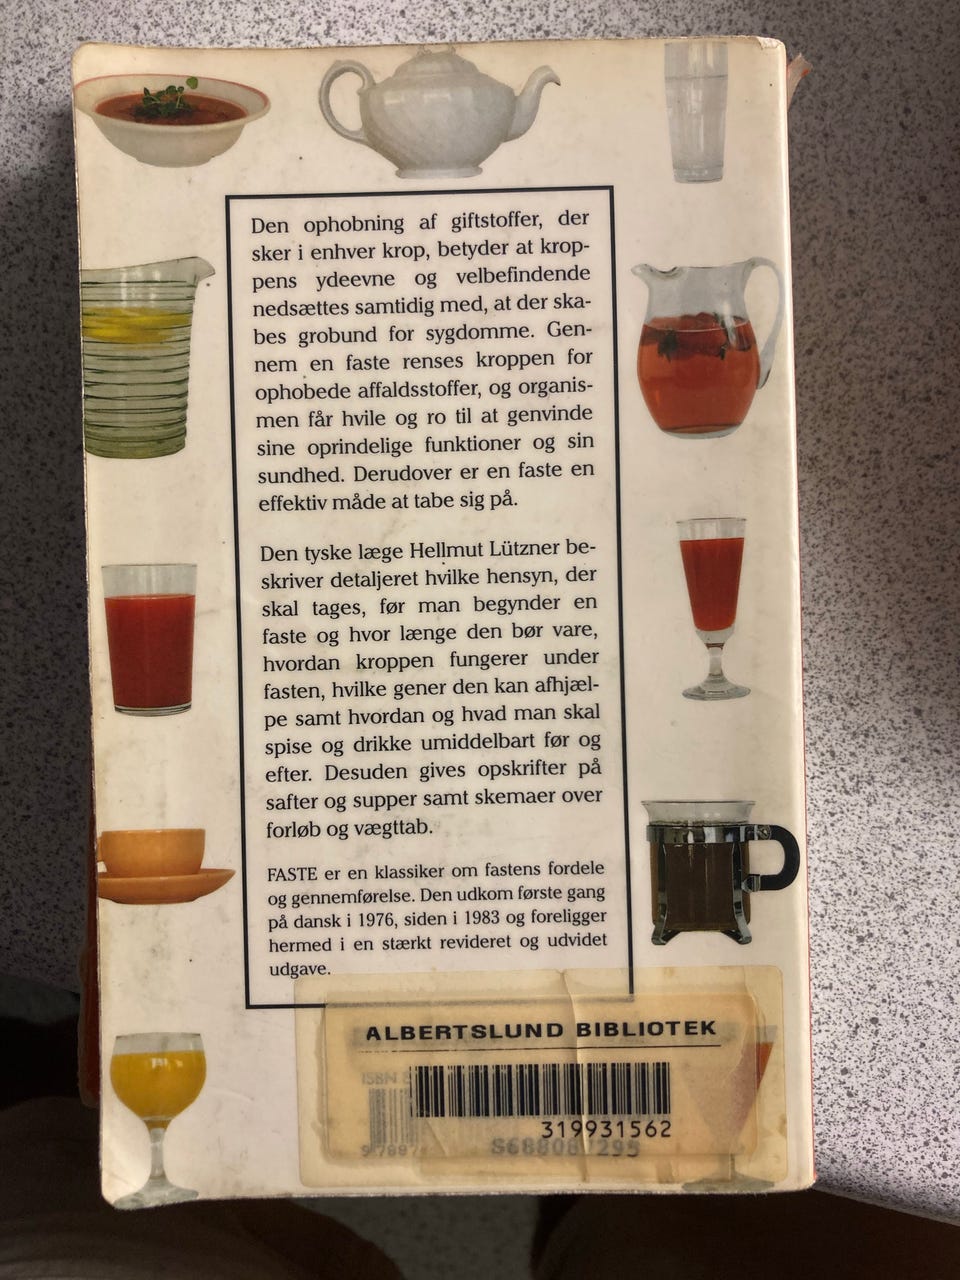 Den ophobning af giftstoffer, der
sker i enhver krop, betyder at krop-
pens ydeevne og velbefindende
nedsættes samtidig med, at der ska-
bes grobund for sygdomme. Gen-
nem en faste renses kroppen for
ophobede affaldsstoffer, og organis-
men får hvile og ro til at genvinde
sine oprindelige funktioner og sin
sundhed. Derudover er en faste en
effektiv måde at tabe sig på.
Den tyske læge Hellmut Lützner be-
skriver detaljeret hvilke hensyn, der
skal tages, før man begynder en
faste og hvor længe den bør vare,
hvordan kroppen fungerer under
fasten, hvilke gener den kan afhjæl-
pe samt hvordan og hvad man skal
spise og drikke umiddelbart før og
efter. Desuden gives opskrifter på
safter og supper samt skemaer over
forløb og vægttab.
FASTE er en klassiker om fastens fordele
og gennemførelse. Den udkom første gang
på dansk i 1976, siden i 1983 og foreligger
hermed i en stærkt revideret og udvidet
udgave.
ALBERTSLUND BIBLIOTEK
ISBN
319931562